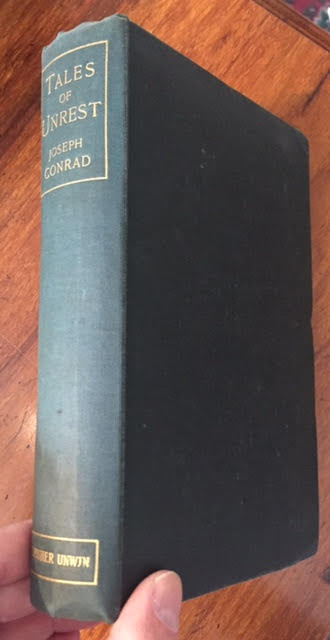 TALES
OF
UNREST
JOSEPH
CONRAD
UNWIN